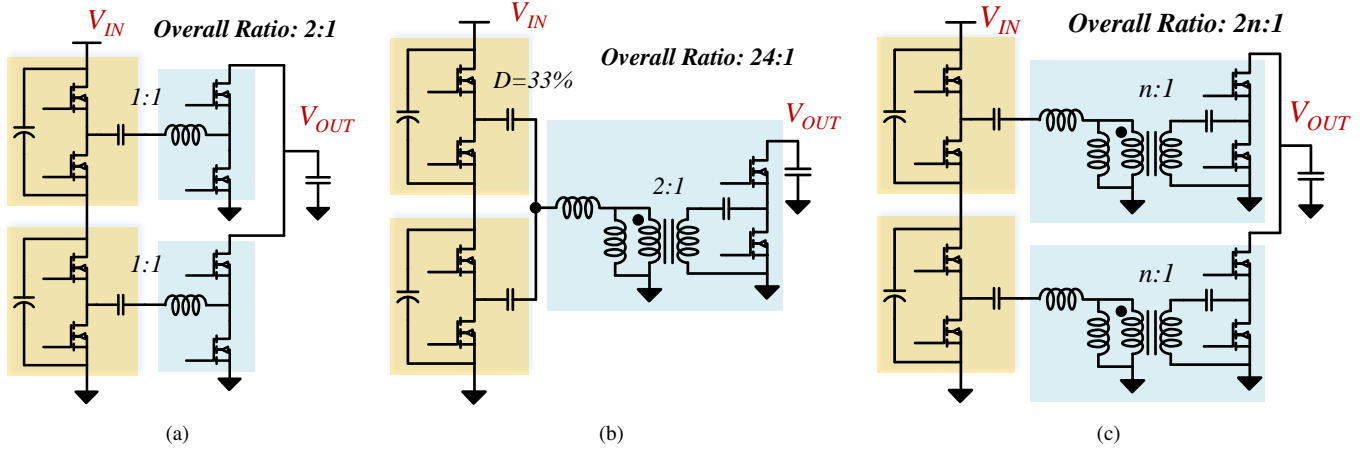 V_IN
Overall Ratio: 2:1
1:1
V_OUT
1:1
(a)
V_IN
Overall Ratio: 24:1
D=33%
V_OUT
2:1
(b)
V_IN
Overall Ratio: 2n:1
n:1
V_OUT
n:1
(c)